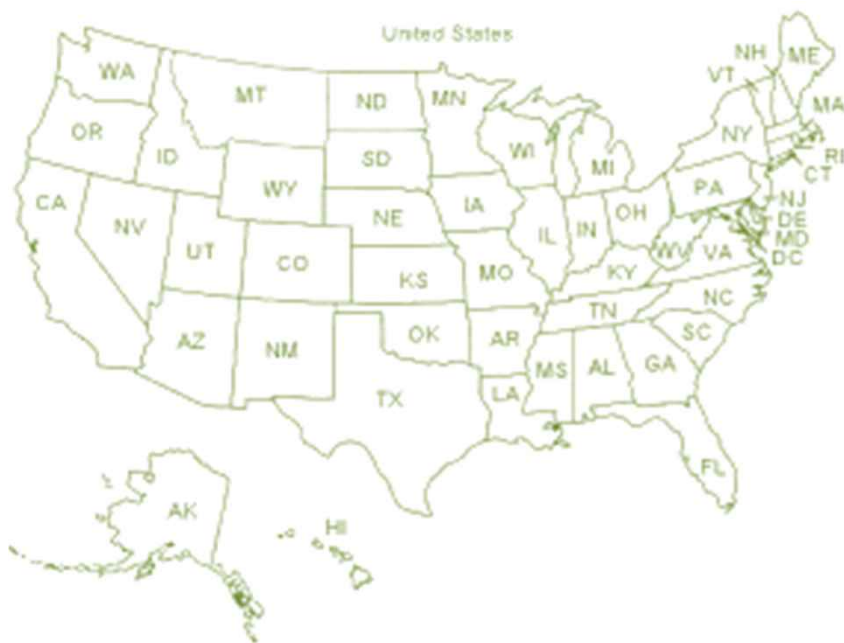 United States
NH ME
VT
WA MT ND MN MA
OR ID SD WI MI NY RI
CT
WY PA
CA NV NE IA OH NJ
DE
UT CO IL IN WV VA MD
DC
KS MO KY
NC
AZ NM OK AR TN SC
MS AL GA
TX LA
FL
AK HI